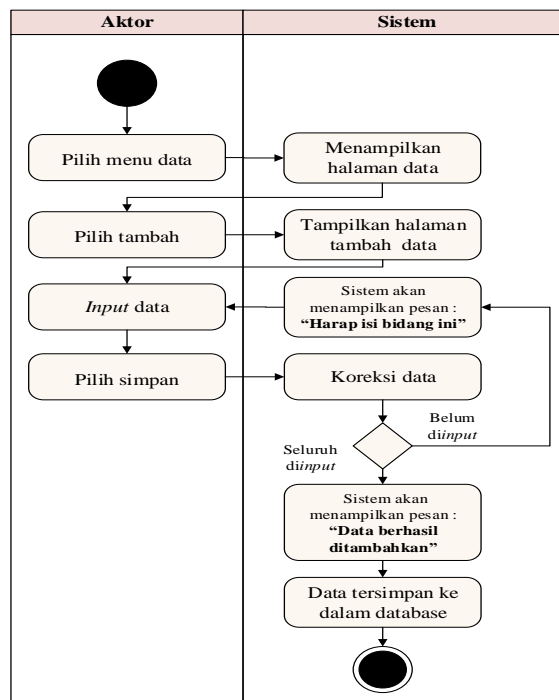 Aktor
Sistem
Pilih menu data
Menampilkan
halaman data
Pilih tambah
Tampilkan halaman
tambah data
Input data
Sistem akan
menampilkan pesan :
“Harap isi bidang ini”
Pilih simpan
Koreksi data
Belum
diinput
Seluruh
diinput
Sistem akan
menampilkan pesan :
“Data berhasil
ditambahkan”
Data tersimpan ke
dalam database